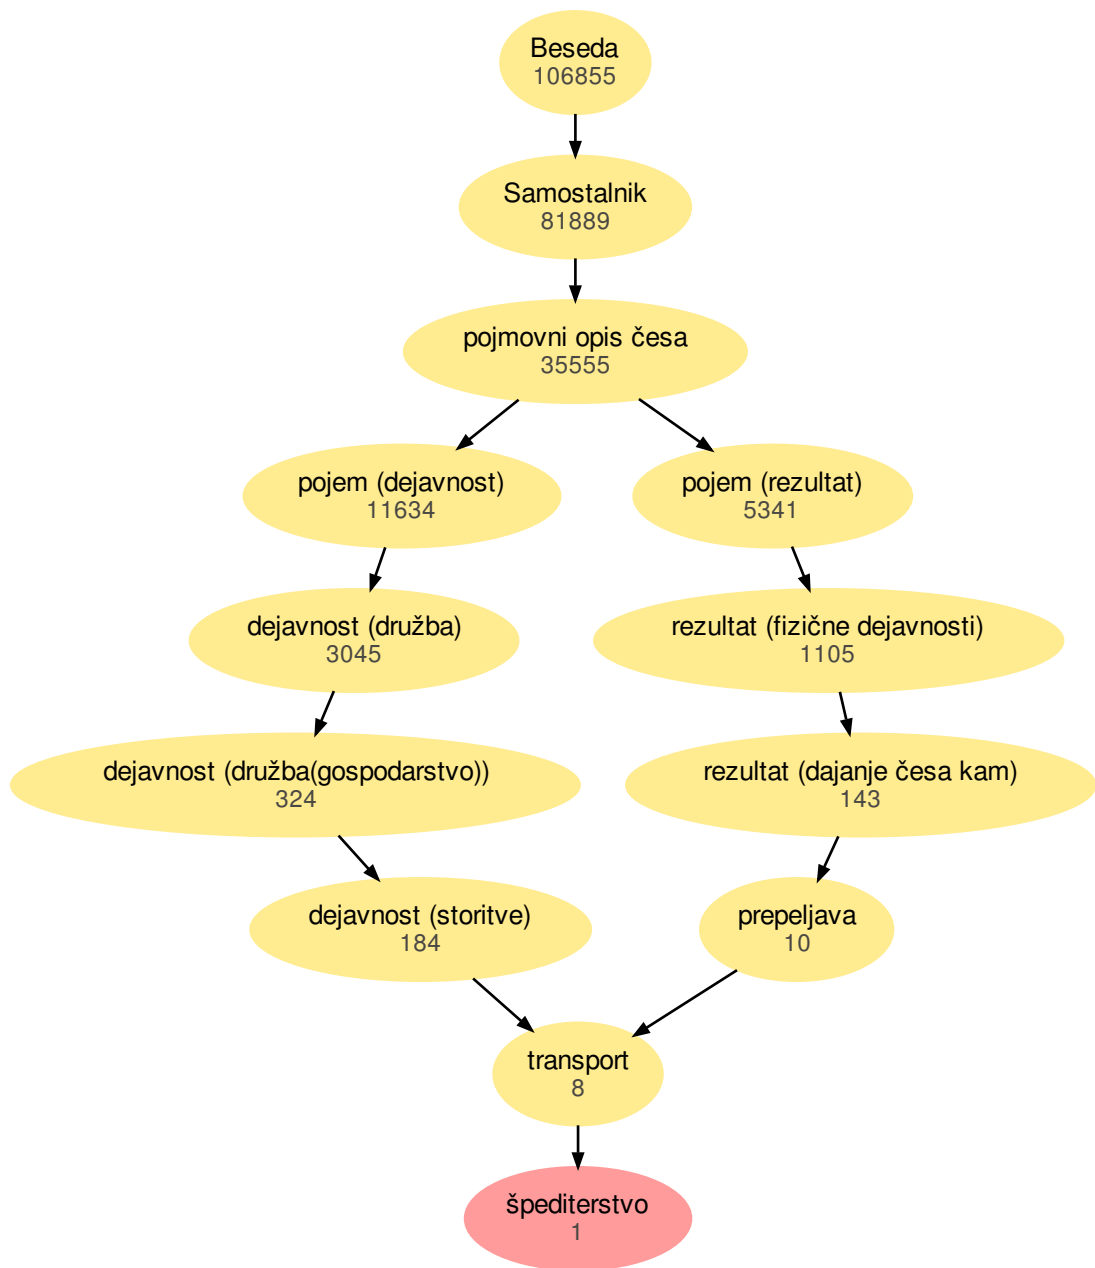 Beseda
106855
Samostalnik
81889
pojmovni opis česa
35555
pojem (dejavnost)
11634
pojem (rezultat)
5341
dejavnost (družba)
3045
rezultat (fizične dejavnosti)
1105
dejavnost (družba(gospodarstvo))
324
rezultat (dajanje česa kam)
143
dejavnost (storitve)
184
prepeljava
10
transport
8
špediterstvo
1